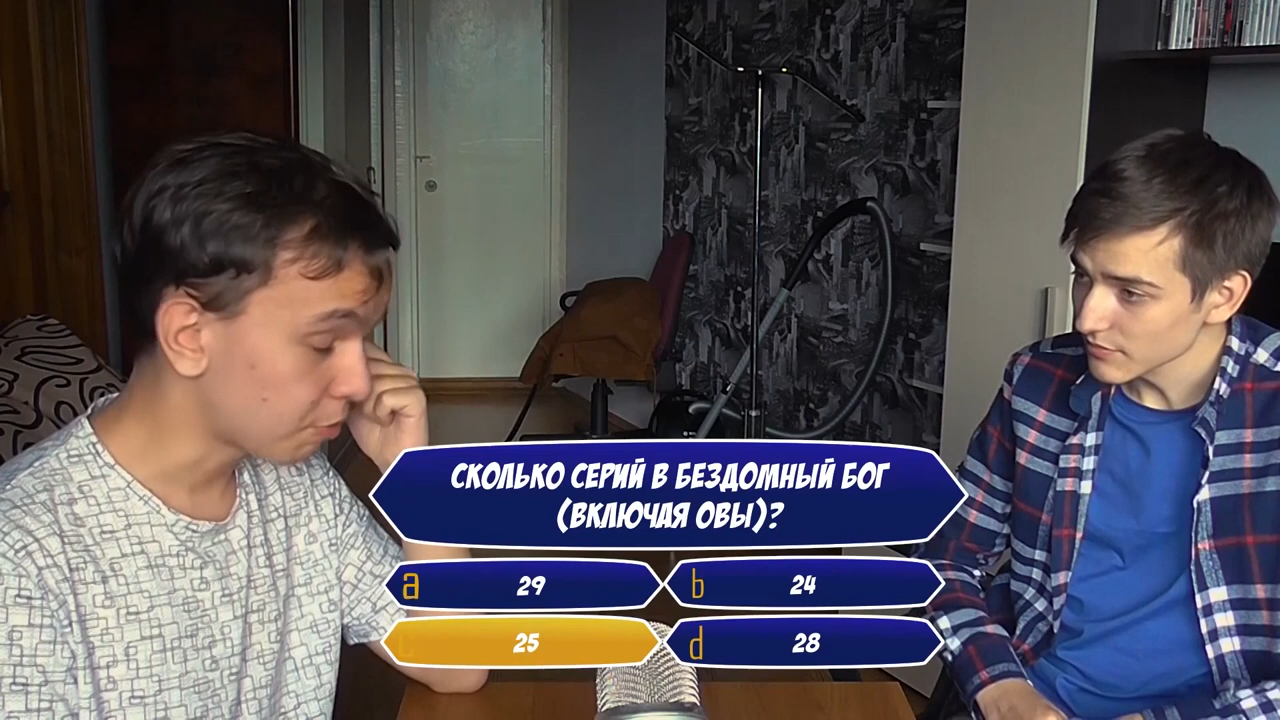 СКОЛЬКО СЕРИЙ В БЕЗДОМНЫЙ БОГ
(ВКЛЮЧАЯ ОВЫ)?
a 29
b 24
c 25
d 28